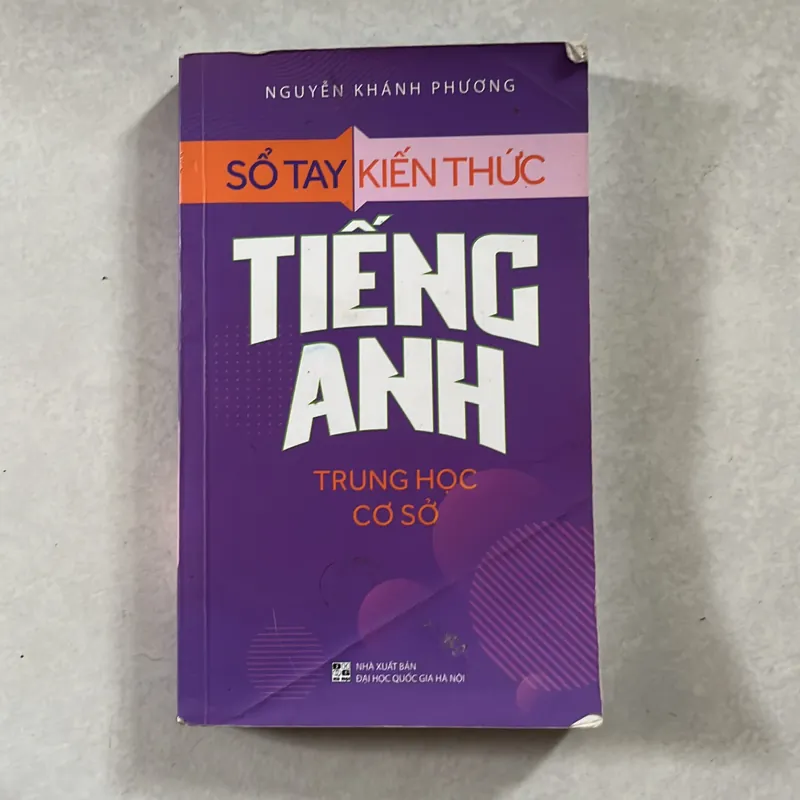 NGUYỄN KHÁNH PHƯƠNG
SỔ TAY KIẾN THỨC
TIẾNG
ANH
TRUNG HỌC
CƠ SỞ
NHÀ XUẤT BẢN
ĐẠI HỌC QUỐC GIA HÀ NỘI